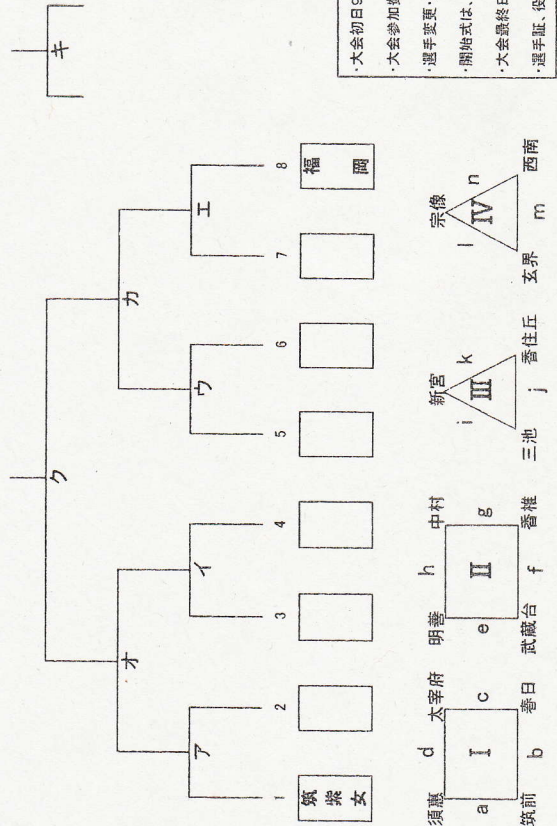 キ
ク
オ
カ
ア
イ
ウ
エ
1 2 3 4 5 6 7 8
筑紫女
福岡
須恵 d 太宰府
a I c
筑前 b 春日
明善 h 中村
e II g
武蔵台 f 香椎
新宮
i III k
三池 j 香住丘
宗像
l IV n
玄界 m 西南
・大会初日9
・大会参加
・選手変更・
・開始式は、
・大会最終日
・選手証、役